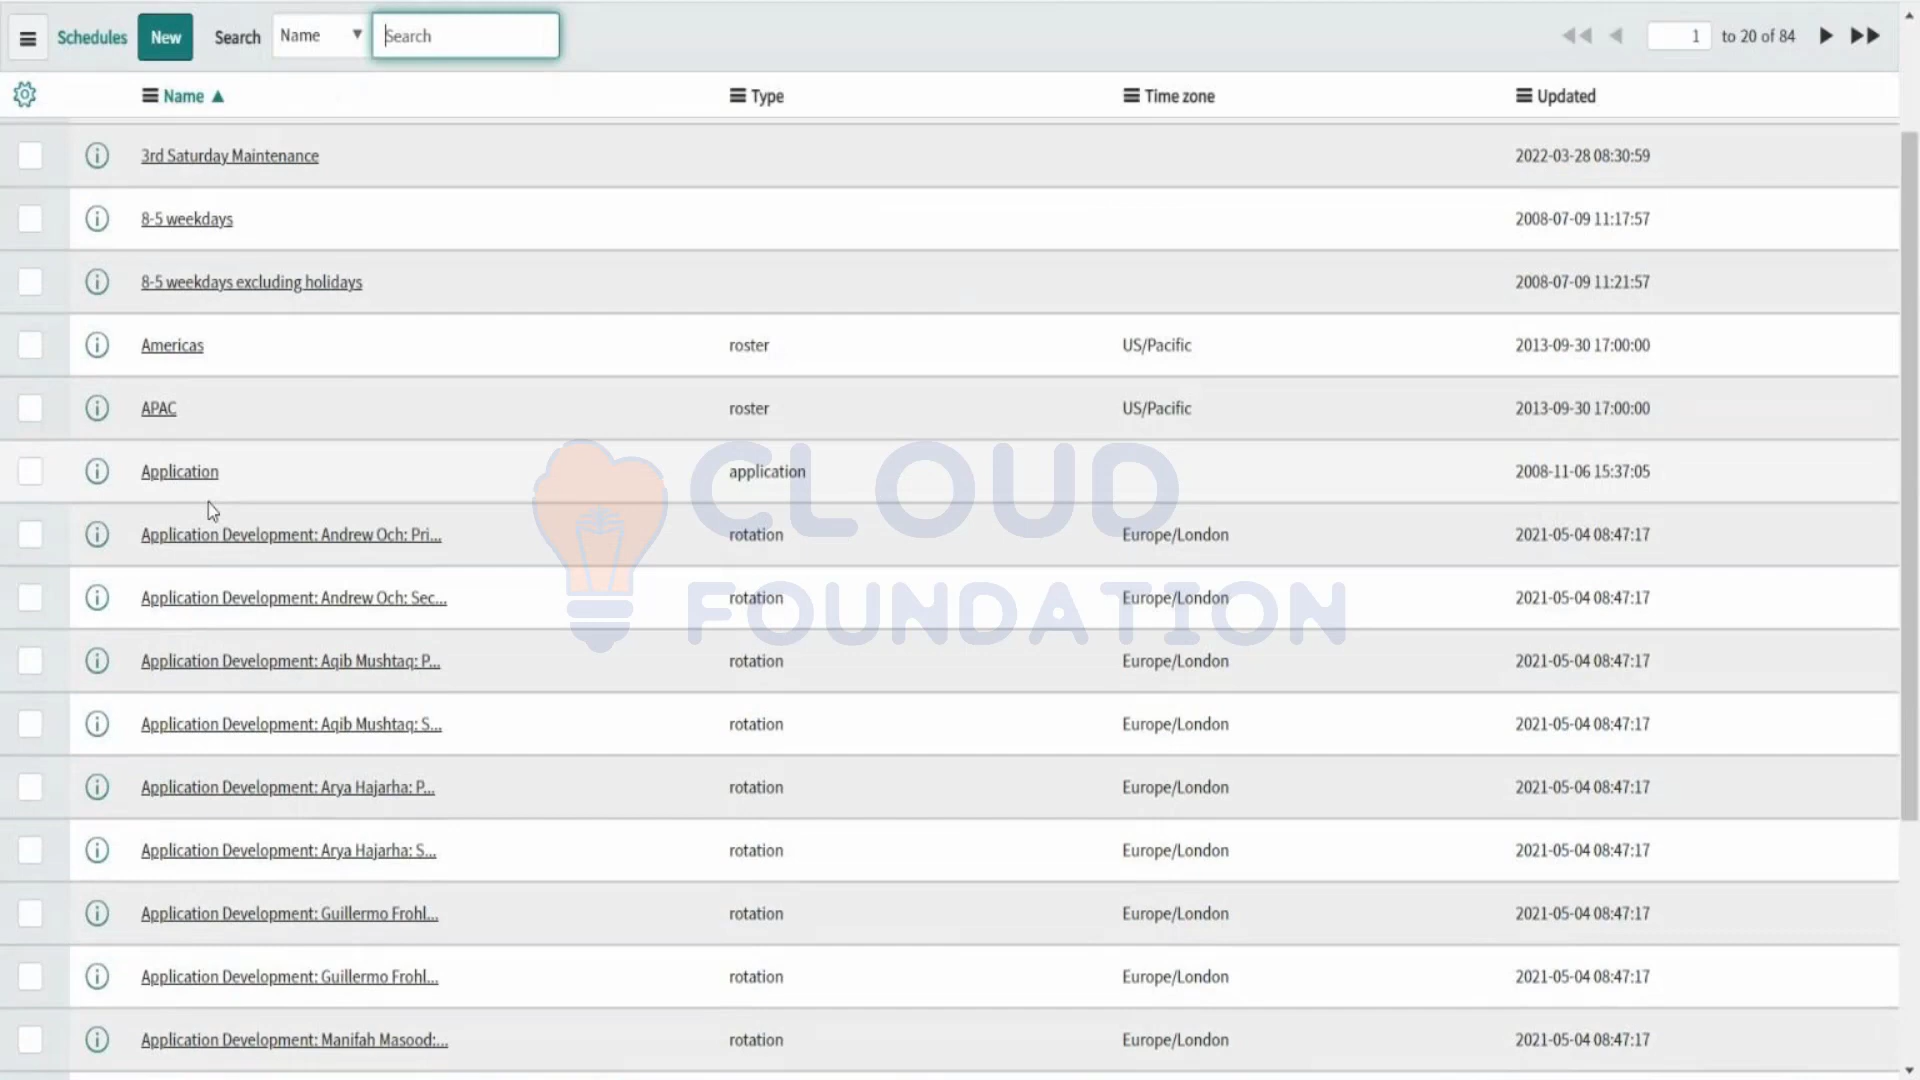 Schedules New Search Name Search 1 to 20 of 84
Name Type Time zone Updated
3rd Saturday Maintenance 2022-03-28 08:30:59
8-5 weekdays 2008-07-09 11:17:57
8-5 weekdays excluding holidays 2008-07-09 11:21:57
Americas roster US/Pacific 2013-09-30 17:00:00
APAC roster US/Pacific 2013-09-30 17:00:00
Application application 2008-11-06 15:37:05
Application Development: Andrew Och: Pri... rotation Europe/London 2021-05-04 08:47:17
Application Development: Andrew Och: Sec... rotation Europe/London 2021-05-04 08:47:17
Application Development: Aqib Mushtaq: P... rotation Europe/London 2021-05-04 08:47:17
Application Development: Aqib Mushtaq: S... rotation Europe/London 2021-05-04 08:47:17
Application Development: Arya Hajarha: P... rotation Europe/London 2021-05-04 08:47:17
Application Development: Arya Hajarha: S... rotation Europe/London 2021-05-04 08:47:17
Application Development: Guillermo Frohl... rotation Europe/London 2021-05-04 08:47:17
Application Development: Guillermo Frohl... rotation Europe/London 2021-05-04 08:47:17
Application Development: Manifah Masood:... rotation Europe/London 2021-05-04 08:47:17
CLOUD
FOUNDATION